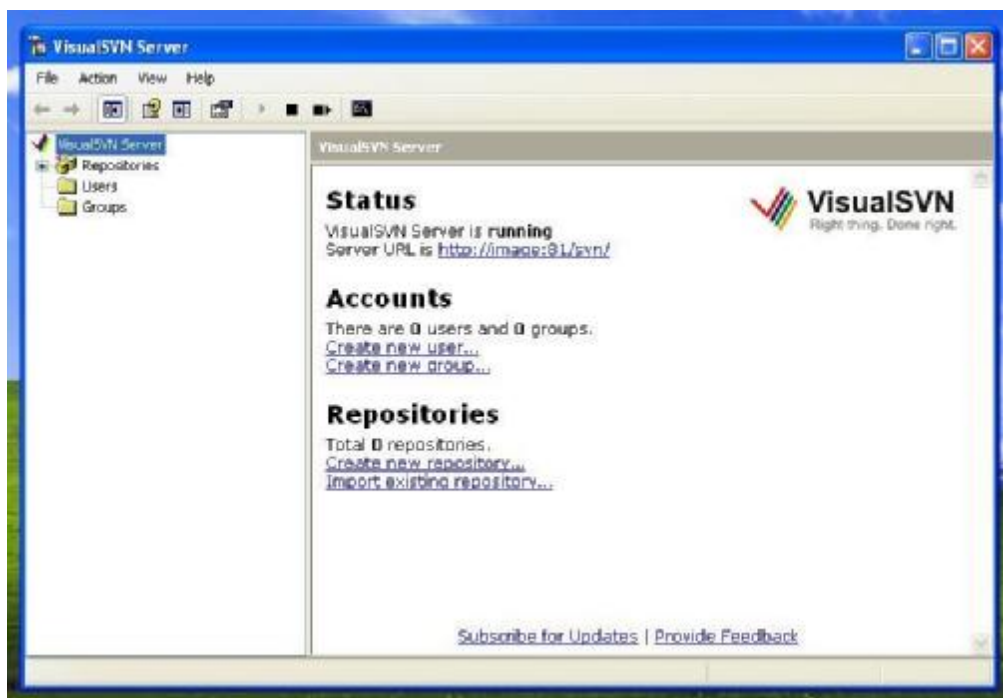 VisualSVN Server
File Action View Help
VisualSVN Server
Repositories
Users
Groups
VisualSVN Server
Status
VisualSVN Server is running
Server URL is http://image:81/svn/
VisualSVN
Right thing. Done right.
Accounts
There are 0 users and 0 groups.
Create new user...
Create new group...
Repositories
Total 0 repositories.
Create new repository...
Import existing repository...
Subscribe for Updates | Provide Feedback